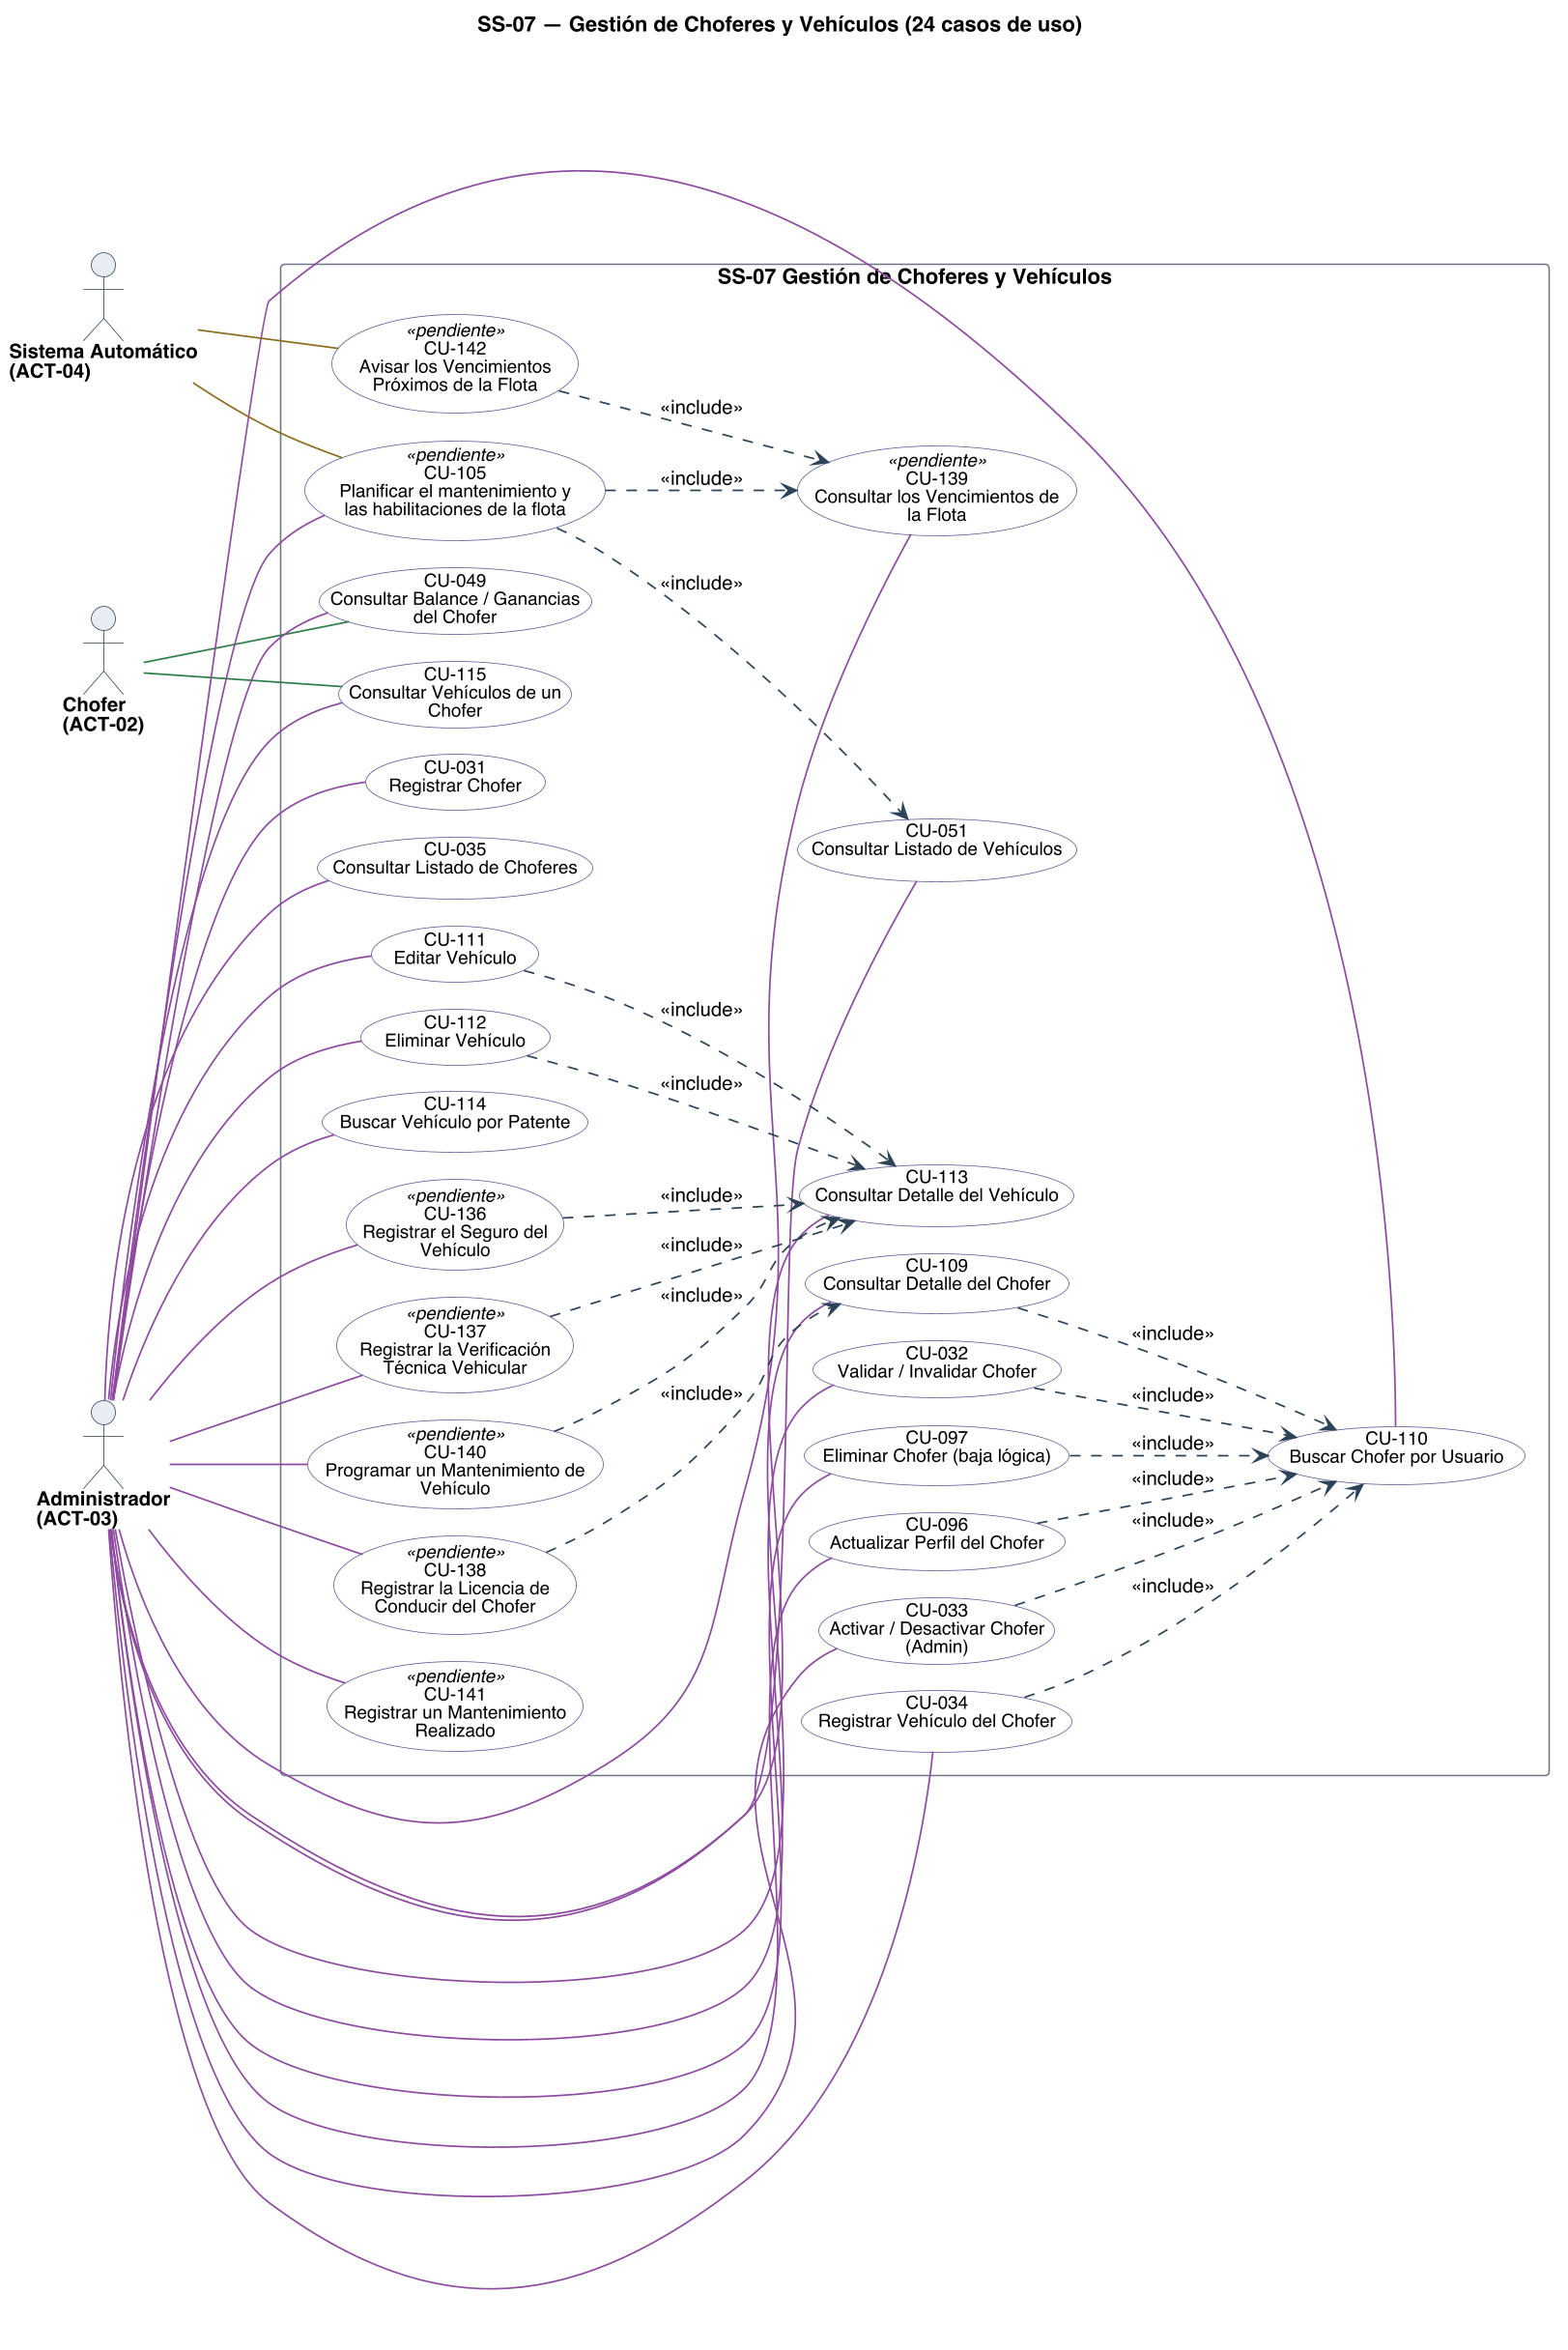 SS-07 — Gestión de Choferes y Vehículos (24 casos de uso)
SS-07 Gestión de Choferes y Vehículos
Sistema Automático
(ACT-04)
Chofer
(ACT-02)
Administrador
(ACT-03)
«pendiente»
CU-142
Avisar los Vencimientos
Próximos de la Flota
«pendiente»
CU-105
Planificar el mantenimiento y
las habilitaciones de la flota
CU-049
Consultar Balance / Ganancias
del Chofer
CU-115
Consultar Vehículos de un
Chofer
CU-031
Registrar Chofer
CU-035
Consultar Listado de Choferes
CU-111
Editar Vehículo
CU-112
Eliminar Vehículo
CU-114
Buscar Vehículo por Patente
«pendiente»
CU-136
Registrar el Seguro del
Vehículo
«pendiente»
CU-137
Registrar la Verificación
Técnica Vehicular
«pendiente»
CU-140
Programar un Mantenimiento de
Vehículo
«pendiente»
CU-138
Registrar la Licencia de
Conducir del Chofer
«pendiente»
CU-141
Registrar un Mantenimiento
Realizado
«include»
«include»
«include»
«include»
«include»
«include»
«include»
«include»
«include»
«pendiente»
CU-139
Consultar los Vencimientos de
la Flota
CU-051
Consultar Listado de Vehículos
CU-113
Consultar Detalle del Vehículo
CU-109
Consultar Detalle del Chofer
CU-032
Validar / Invalidar Chofer
CU-097
Eliminar Chofer (baja lógica)
CU-096
Actualizar Perfil del Chofer
CU-033
Activar / Desactivar Chofer
(Admin)
CU-034
Registrar Vehículo del Chofer
«include»
«include»
«include»
«include»
«include»
«include»
CU-110
Buscar Chofer por Usuario